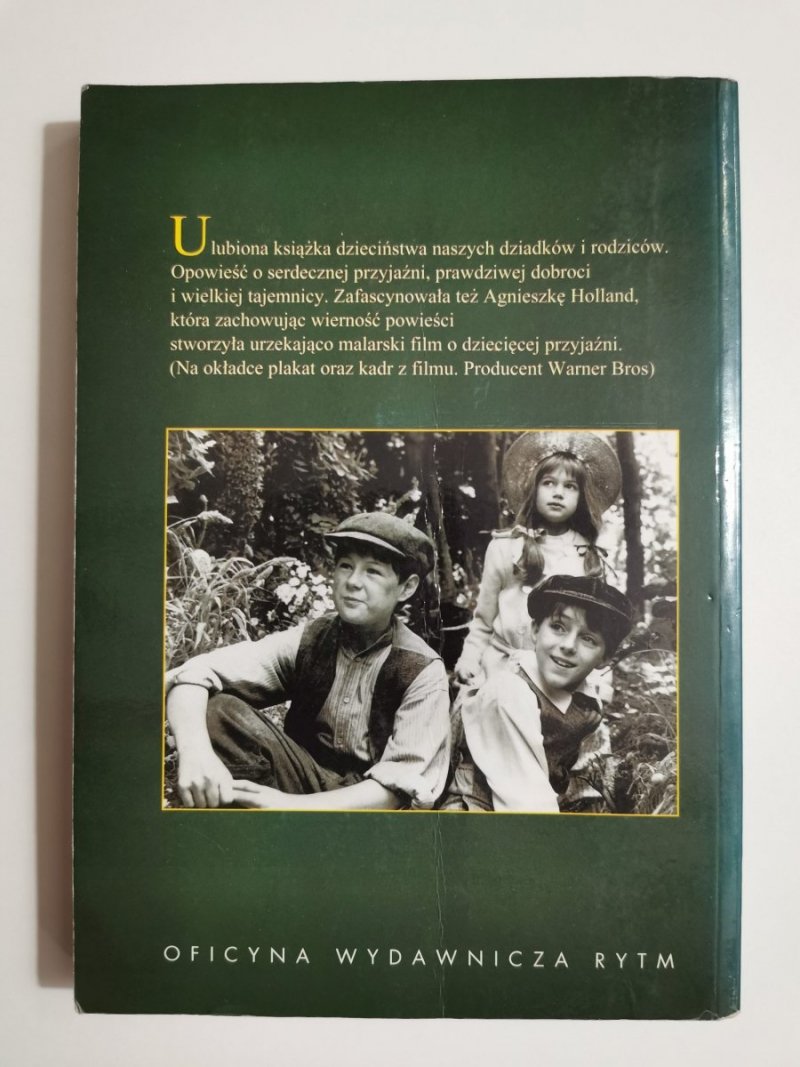 Ulubiona książka dzieciństwa naszych dziadków i rodziców.
Opowieść o serdecznej przyjaźni, prawdziwej dobroci
i wielkiej tajemnicy. Zafascynowała też Agnieszkę Holland,
która zachowując wierność powieści
stworzyła urzekająco malarski film o dziecięcej przyjaźni.
(Na okładce plakat oraz kadr z filmu. Producent Warner Bros)
OFICYNA WYDAWNICZA RYTM